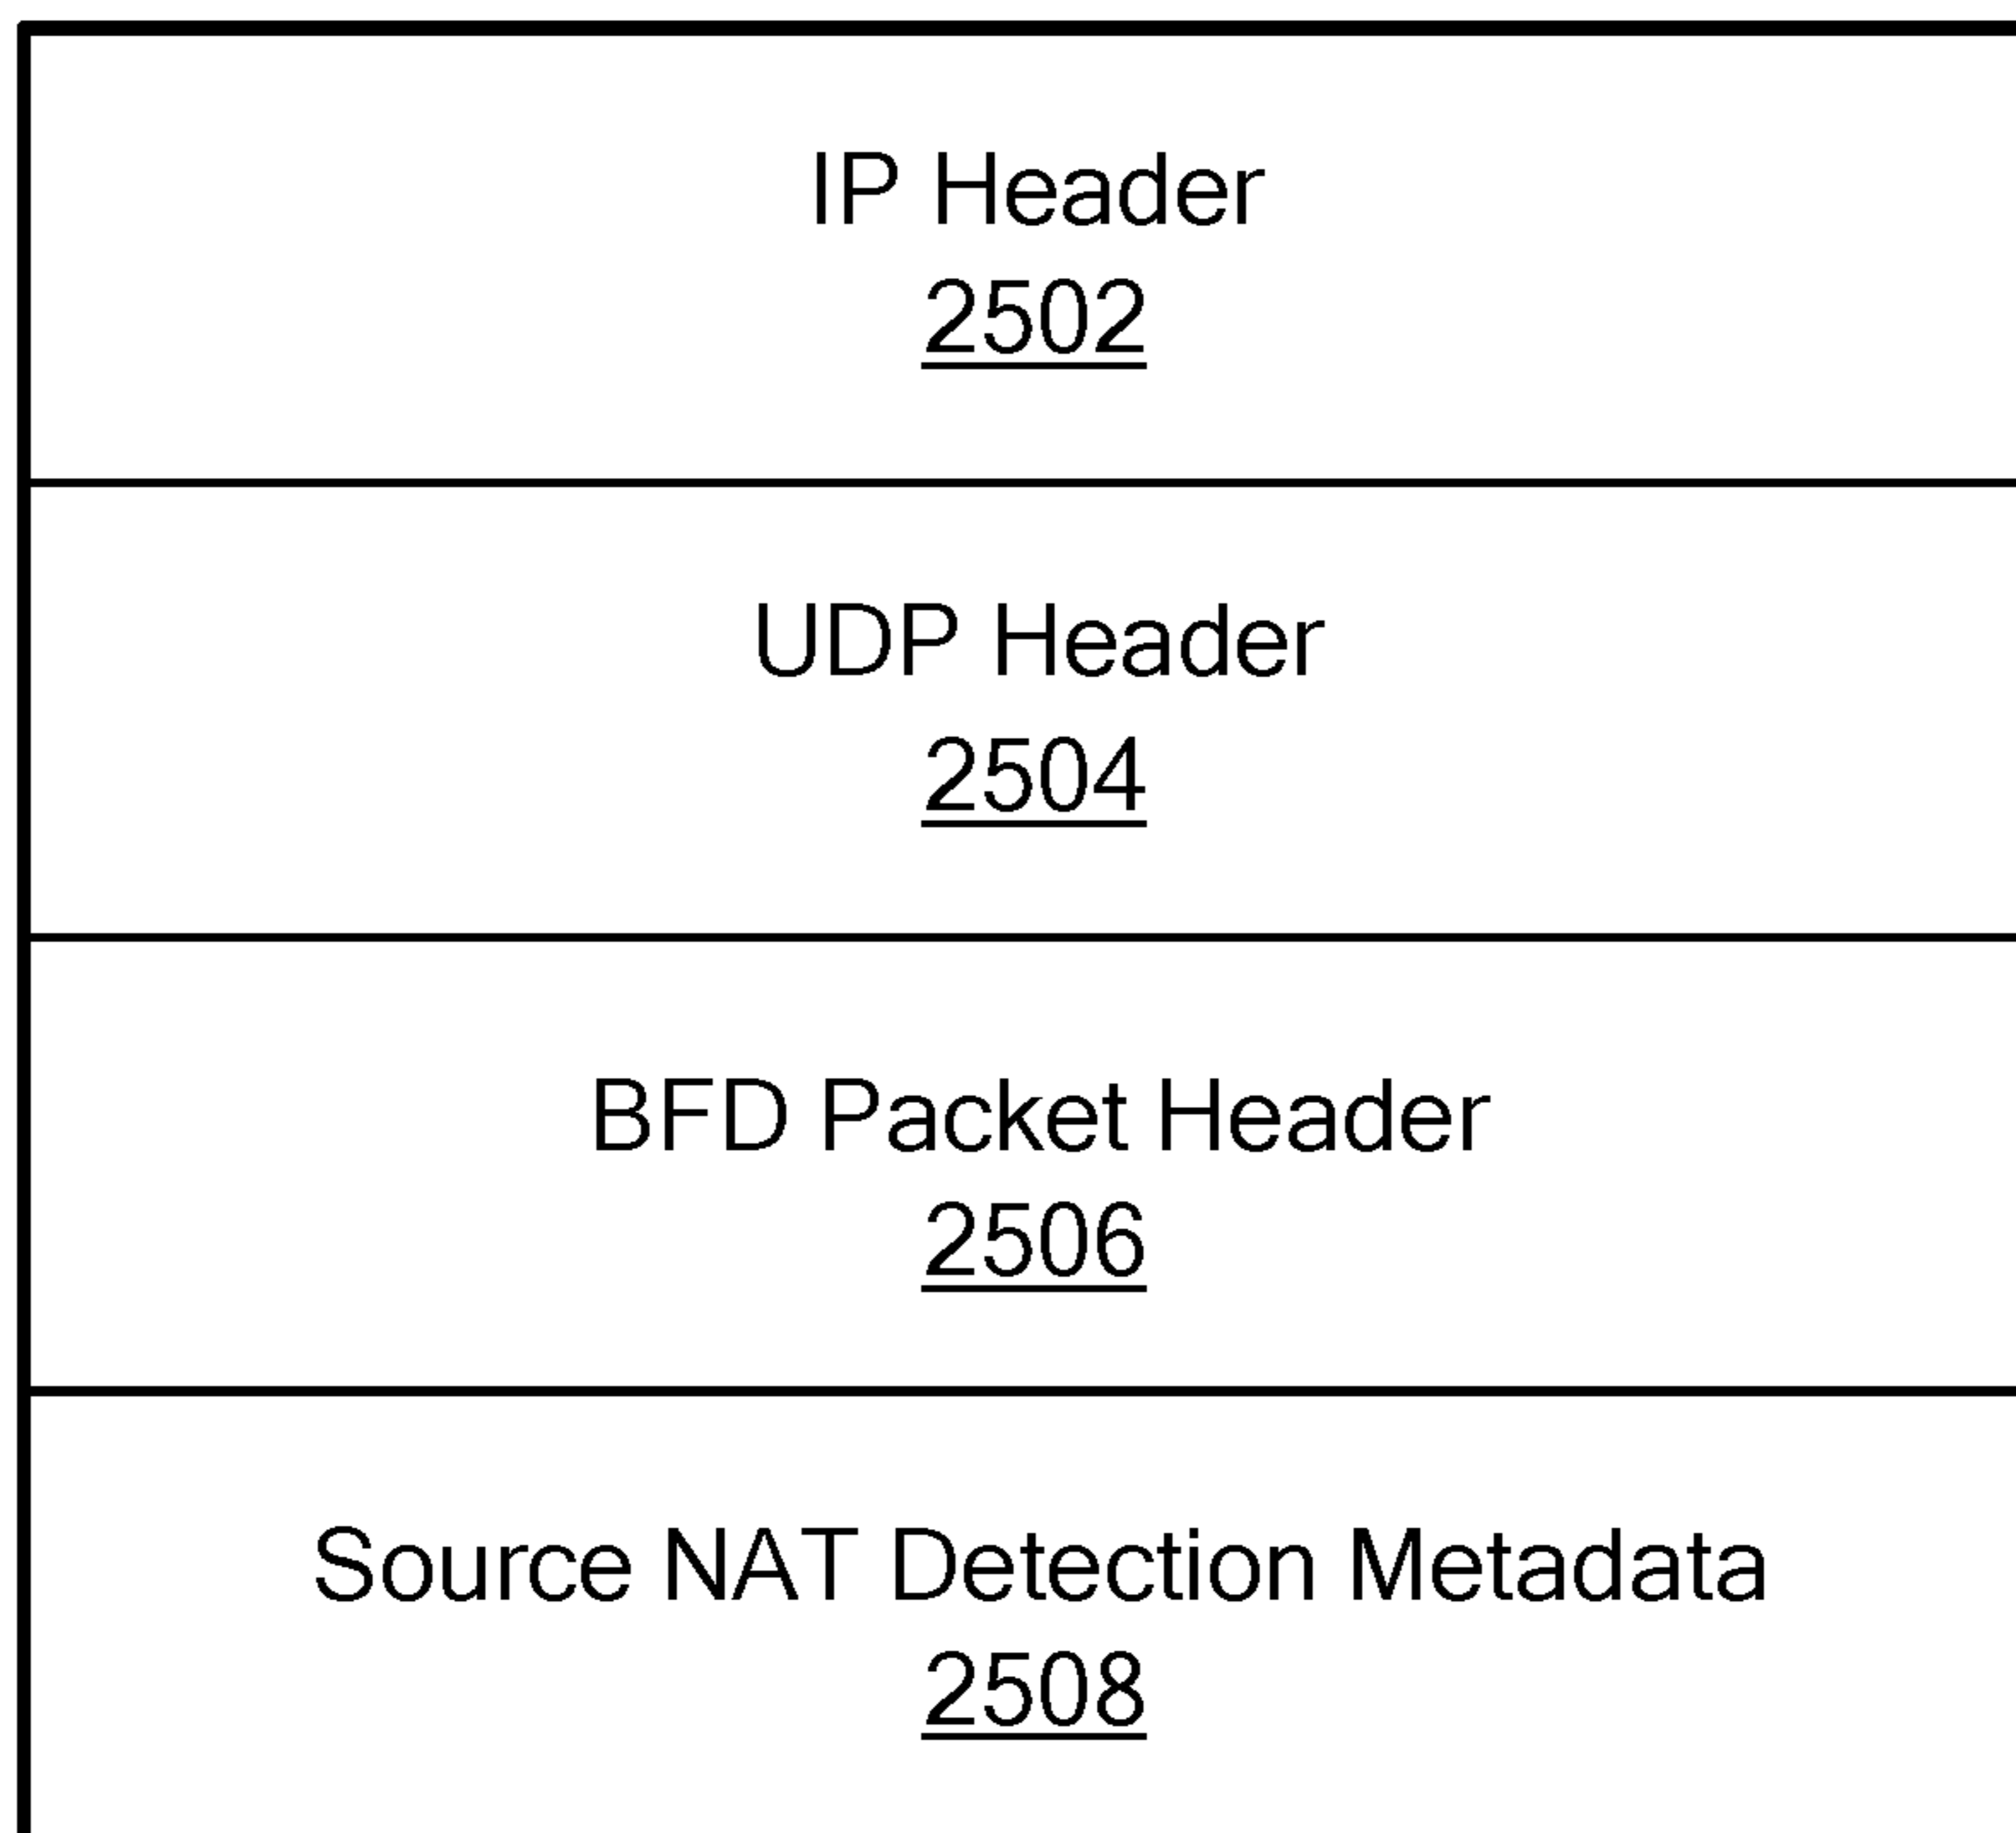 IP Header
2502
UDP Header
2504
BFD Packet Header
2506
Source NAT Detection Metadata
2508